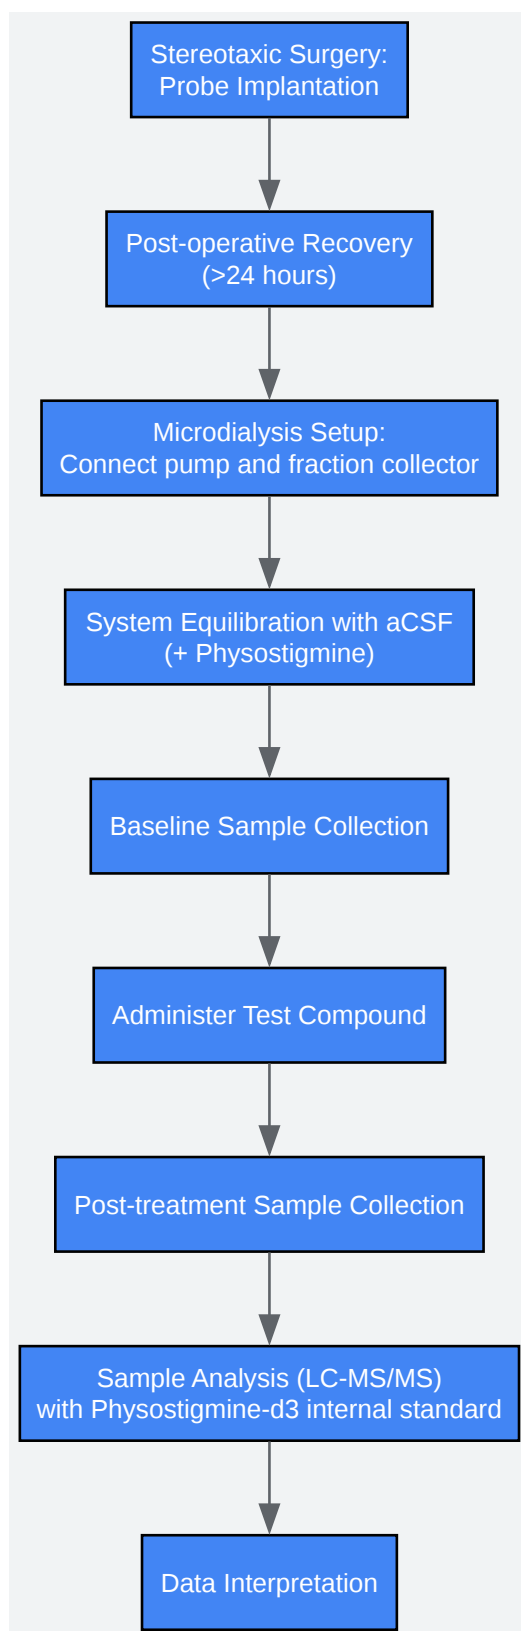 Stereotaxic Surgery:
Probe Implantation
Post-operative Recovery
(>24 hours)
Microdialysis Setup:
Connect pump and fraction collector
System Equilibration with aCSF
(+ Physostigmine)
Baseline Sample Collection
Administer Test Compound
Post-treatment Sample Collection
Sample Analysis (LC-MS/MS)
with Physostigmine-d3 internal standard
Data Interpretation